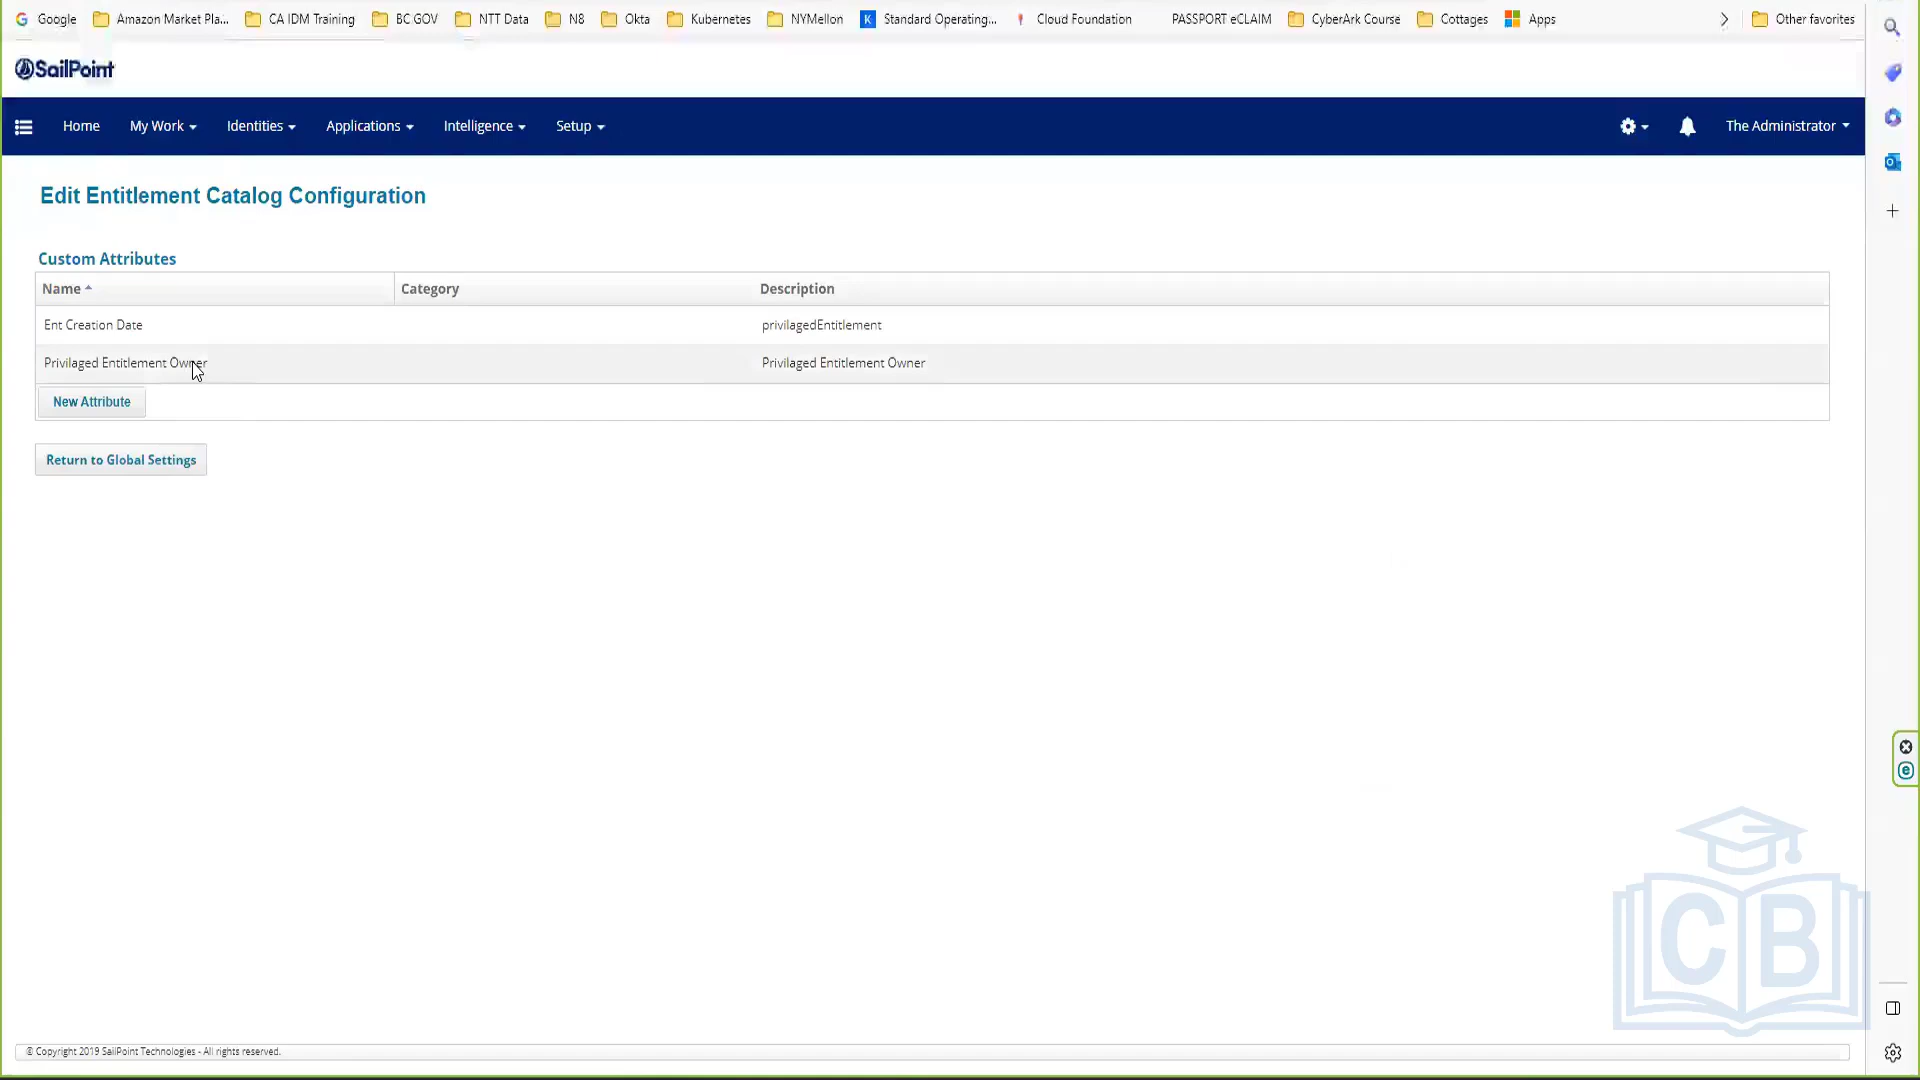 Google Amazon Market Pla... CA IDM Training BC GOV NTT Data N8 Okta Kubernetes NYMellon K Standard Operating... Cloud Foundation PASSPORT eCLAIM CyberArk Course Cottages Apps Other favorites
SailPoint
Home My Work Identities Applications Intelligence Setup The Administrator
Edit Entitlement Catalog Configuration
Custom Attributes
Name Category Description
Ent Creation Date privilagedEntitlement
Privilaged Entitlement Owner Privilaged Entitlement Owner
New Attribute
Return to Global Settings
CB
© Copyright 2019 SailPoint Technologies - All rights reserved.